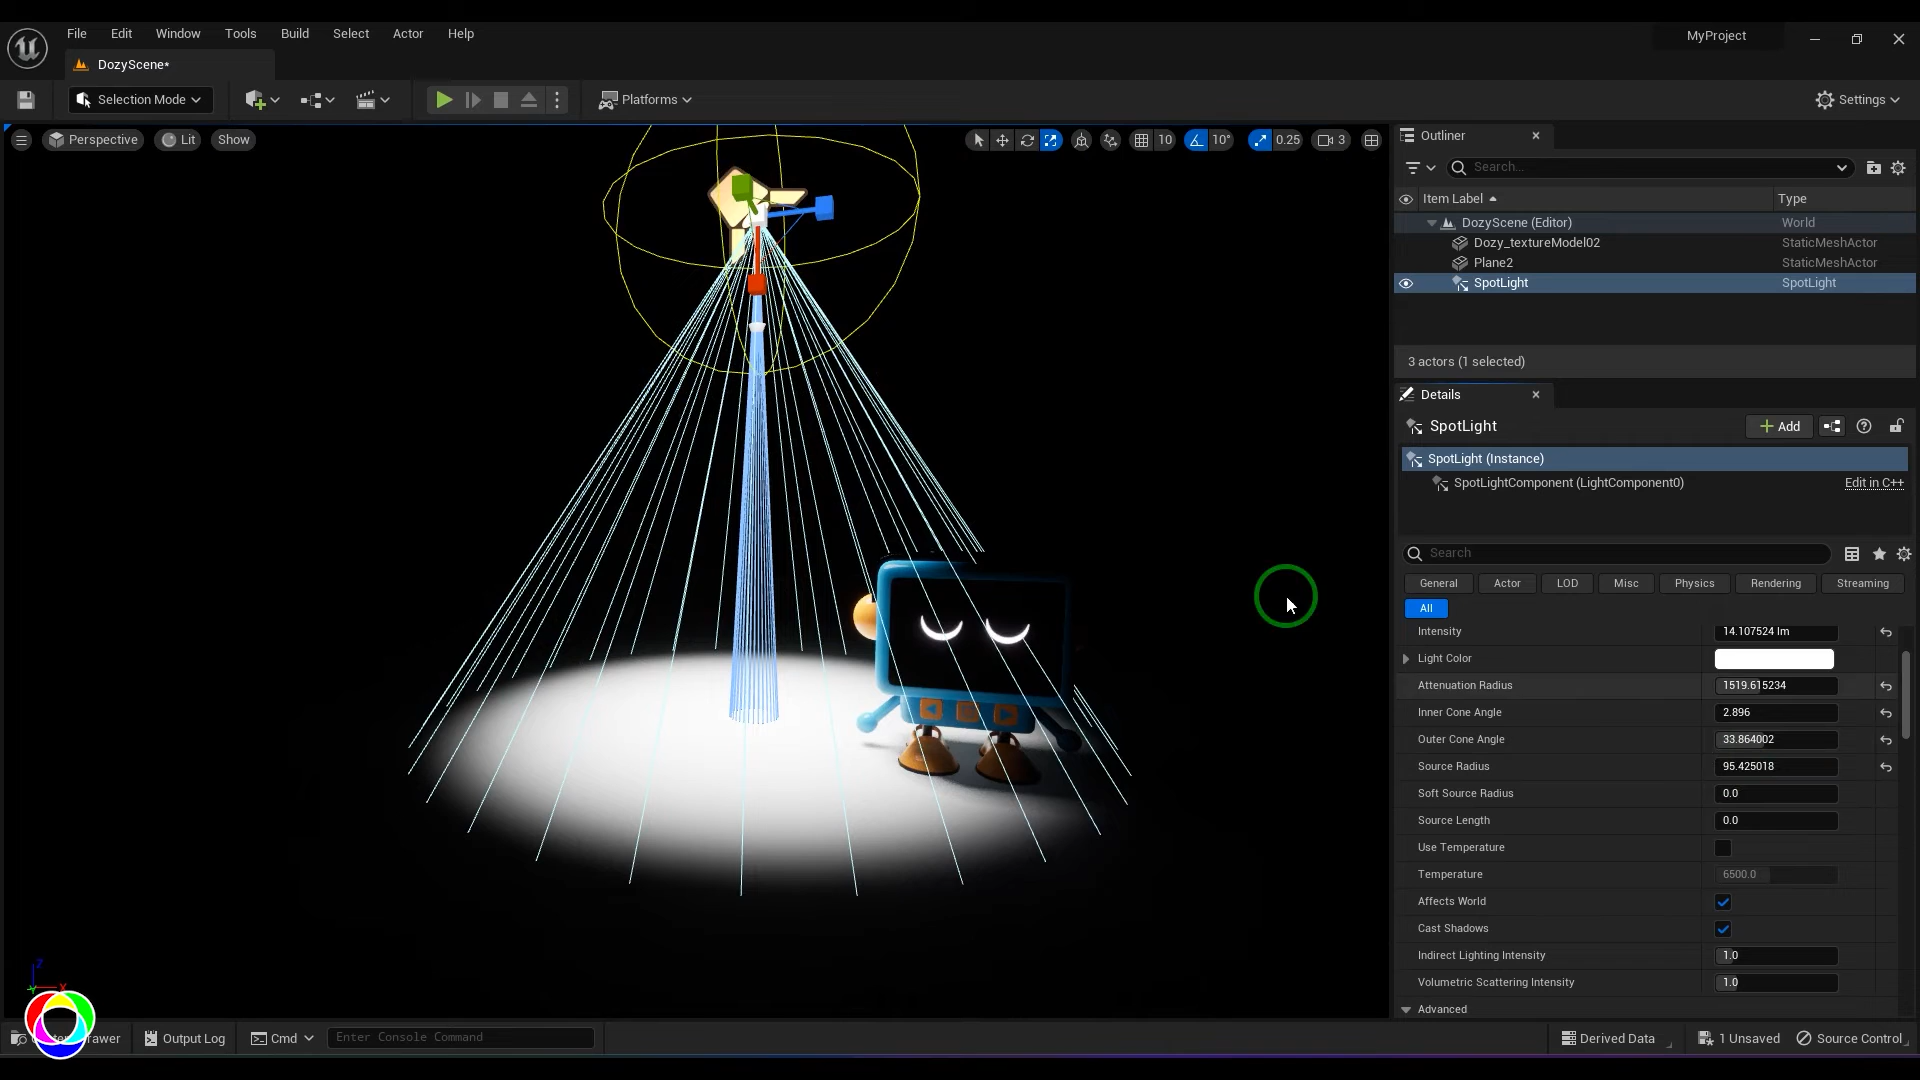 File Edit Window Tools Build Select Actor Help
MyProject
DozyScene*
Selection Mode
Platforms
Settings
Perspective Lit Show
10 10° 0.25 3
Outliner
Search...
Item Label Type
DozyScene (Editor) World
Dozy_textureModel02 StaticMeshActor
Plane2 StaticMeshActor
SpotLight SpotLight
3 actors (1 selected)
Details
SpotLight
Add
SpotLight (Instance)
SpotLightComponent (LightComponent0) Edit in C++
Search
General Actor LOD Misc Physics Rendering Streaming
All
Intensity 14.107524 lm
Light Color
Attenuation Radius 1519.615234
Inner Cone Angle 2.896
Outer Cone Angle 33.864002
Source Radius 95.425018
Soft Source Radius 0.0
Source Length 0.0
Use Temperature
Temperature 6500.0
Affects World
Cast Shadows
Indirect Lighting Intensity 1.0
Volumetric Scattering Intensity 1.0
Advanced
Z
X
Output Log Cmd Enter Console Command
Derived Data 1 Unsaved Source Control